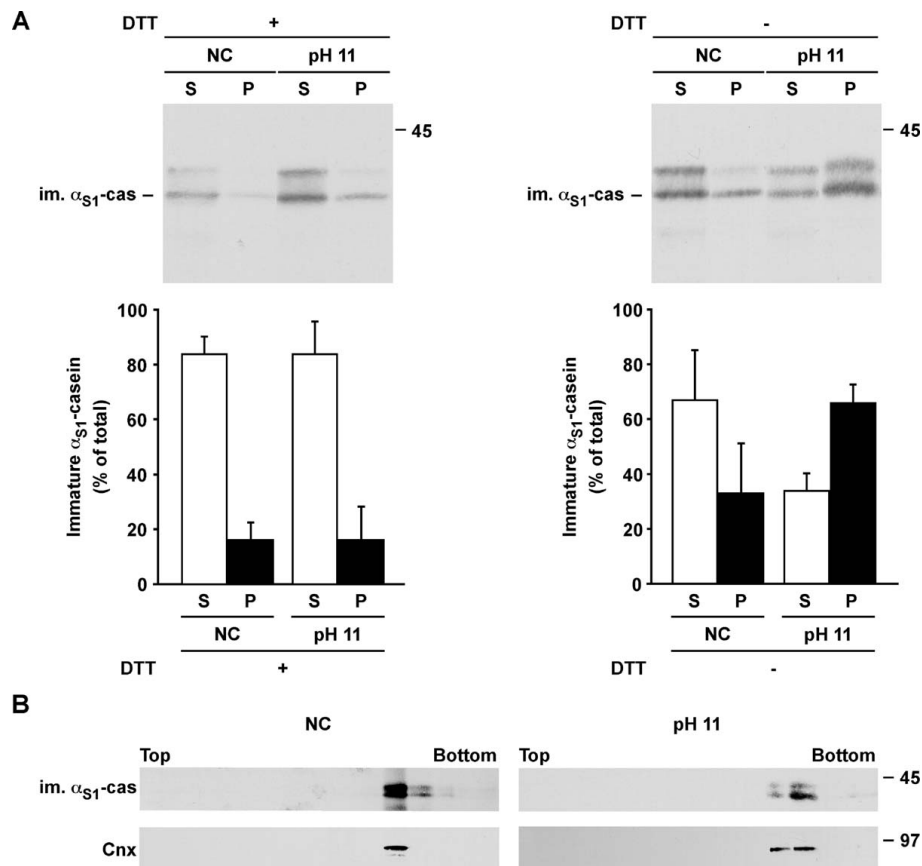 A
DTT + DTT -
NC pH 11 NC pH 11
S P S P S P S P
45 45
im. αS1-cas im. αS1-cas
100 100
80 80
60 60
40 40
20 20
0 0
Immature αS1-casein
(% of total)
Immature αS1-casein
(% of total)
S P S P S P S P
NC pH 11 NC pH 11
DTT + DTT -
B
NC pH 11
Top Bottom Top Bottom
im. αS1-cas 45
Cnx 97